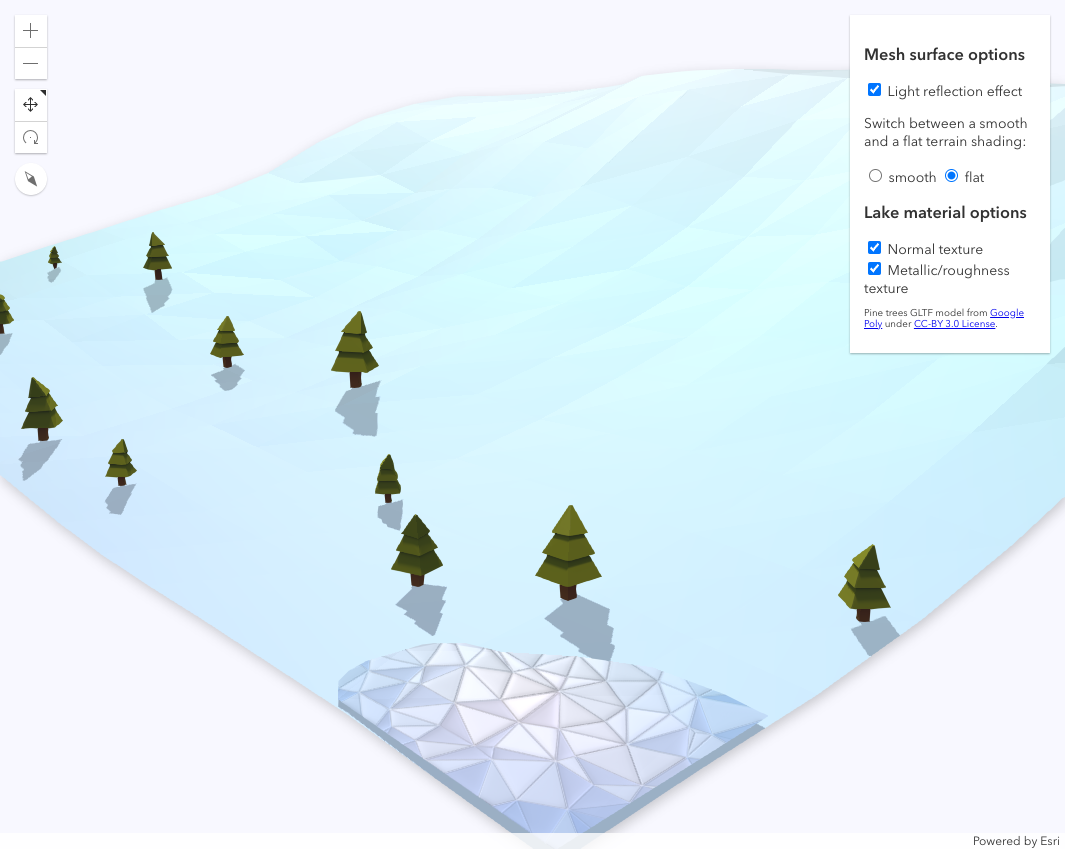 Mesh surface options
Light reflection effect
Switch between a smooth
and a flat terrain shading:
smooth flat
Lake material options
Normal texture
Metallic/roughness
texture
Pine trees GLTF model from Google
Poly under CC-BY 3.0 License.
Powered by Esri